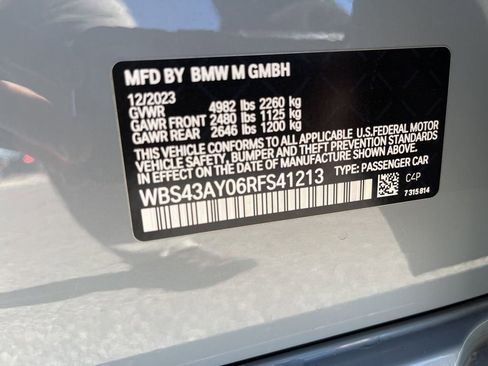 MFD BY BMW M GMBH
12/2023
GVWR 4982 lbs 2260 kg
GAWR FRONT 2480 lbs 1125 kg
GAWR REAR 2646 lbs 1200 kg
THIS VEHICLE CONFORMS TO ALL APPLICABLE U.S.FEDERAL MOTOR
VEHICLE SAFETY, BUMPER, AND THEFT PREVENTION STANDARDS
IN EFFECT ON THE DATE OF MANUFACTURE SHOWN ABOVE.
WBS43AY06RFS41213 TYPE: PASSENGER CAR
C4P
7 315 814